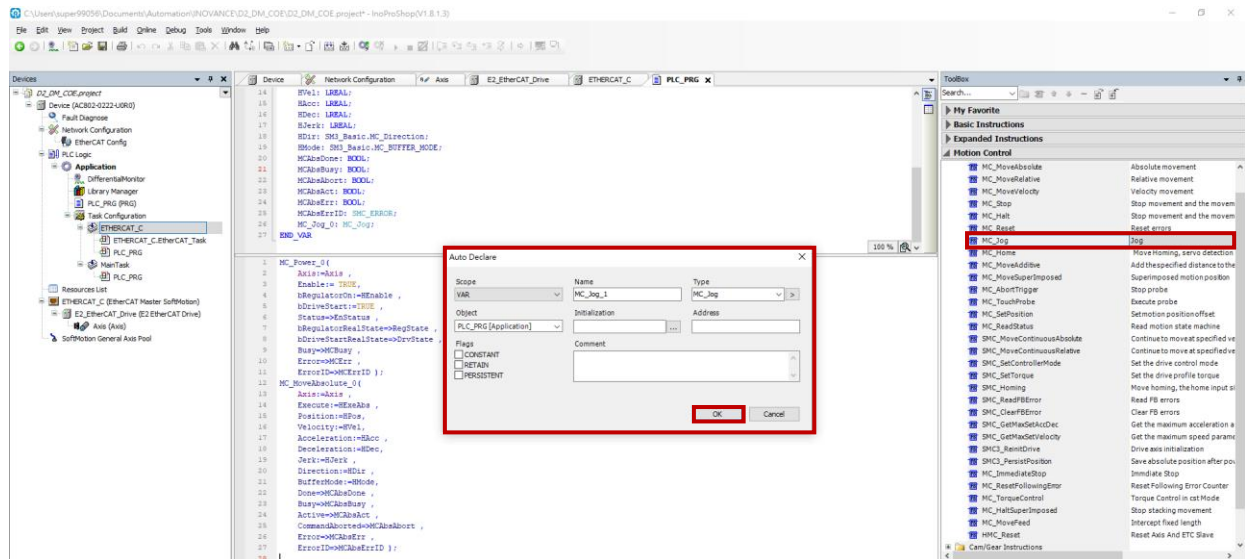 C:\Users\super99056\Documents\Automation\INOVANCE\D2_DM_COE\D2_DM_COE.project* - InoProShop(V1.8.1.3)
File Edit View Project Build Online Debug Tools Window Help
Devices
D2_DM_COE.project
Device (AC802-0222-U0R0)
Fault Diagnose
Network Configuration
EtherCAT Config
PLC Logic
Application
DifferentialMonitor
Library Manager
PLC_PRG (PRG)
Task Configuration
ETHERCAT_C
ETHERCAT_C.EtherCAT_Task
PLC_PRG
MainTask
PLC_PRG
Resources List
ETHERCAT_C (EtherCAT Master SoftMotion)
E2_EtherCAT_Drive (E2 EtherCAT Drive)
Axis (Axis)
SoftMotion General Axis Pool
Device Network Configuration Axis E2_EtherCAT_Drive ETHERCAT_C PLC_PRG X
14 HVel: LREAL;
15 HAcc: LREAL;
16 HDec: LREAL;
17 HJerk: LREAL;
18 HDir: SM3_Basic.MC_Direction;
19 HMode: SM3_Basic.MC_BUFFER_MODE;
20 MCAbsDone: BOOL;
21 MCAbsBusy: BOOL;
22 MCAbsAbort: BOOL;
23 MCAbsAct: BOOL;
24 MCAbsErr: BOOL;
25 MCAbsErrID: SMC_ERROR;
26 MC_Jog_0: MC_Jog;
27 END_VAR
100 %
1 MC_Power_0(
2 Axis:=Axis ,
3 Enable:= TRUE,
4 bRegulatorOn:=HEnable ,
5 bDriveStart:=TRUE ,
6 Status=>EnStatus ,
7 bRegulatorRealState=>RegState ,
8 bDriveStartRealState=>DrvState ,
9 Busy=>MCBusy ,
10 Error=>MCErr ,
11 ErrorID=>MCErrID );
12 MC_MoveAbsolute_0(
13 Axis:=Axis ,
14 Execute:=HExeAbs ,
15 Position:=HPos,
16 Velocity:=HVel,
17 Acceleration:=HAcc ,
18 Deceleration:=HDec,
19 Jerk:=HJerk ,
20 Direction:=HDir ,
21 BufferMode:=HMode,
22 Done=>MCAbsDone ,
23 Busy=>MCAbsBusy ,
24 Active=>MCAbsAct ,
25 CommandAborted=>MCAbsAbort ,
26 Error=>MCAbsErr ,
27 ErrorID=>MCAbsErrID );
28
Auto Declare
Scope Name Type
VAR MC_Jog_1 MC_Jog >
Object Initialization Address
PLC_PRG [Application] ...
Flags Comment
CONSTANT
RETAIN
PERSISTENT
OK Cancel
ToolBox
Search...
My Favorite
Basic Instructions
Expanded Instructions
Motion Control
MC_MoveAbsolute Absolute movement
MC_MoveRelative Relative movement
MC_MoveVelocity Velocity movement
MC_Stop Stop movement and the movem
MC_Halt Stop movement and the movem
MC_Reset Reset errors
MC_Jog Jog
MC_Home Move Homing, servo detection
MC_MoveAdditive Add thespecified distance to the
MC_MoveSuperImposed Superimposed motion position
MC_AbortTrigger Stop probe
MC_TouchProbe Execute probe
MC_SetPosition Set motion position offset
MC_ReadStatus Read motion state machine
SMC_MoveContinuousAbsolute Continue to move at specified ve
SMC_MoveContinuousRelative Continue to move at specified ve
SMC_SetControllerMode Set the drive control mode
SMC_SetTorque Set the drive profile torque
SMC_Homing Move homing, the home input si
SMC_ReadFBError Read FB errors
SMC_ClearFBError Clear FB errors
SMC_GetMaxSetAccDec Get the maximum acceleration a
SMC_GetMaxSetVelocity Get the maximum speed parame
SMC3_ReinitDrive Drive axis initialization
SMC3_PersistPosition Save absolute position after pov
MC_ImmediateStop Immdiate Stop
MC_ResetFollowingError Reset Following Error Counter
MC_TorqueControl Torque Control in cst Mode
MC_HaltSuperImposed Stop stacking movement
MC_MoveFeed Intercept fixed length
HMC_Reset Reset Axis And ETC Slave
Cam/Gear Instructions